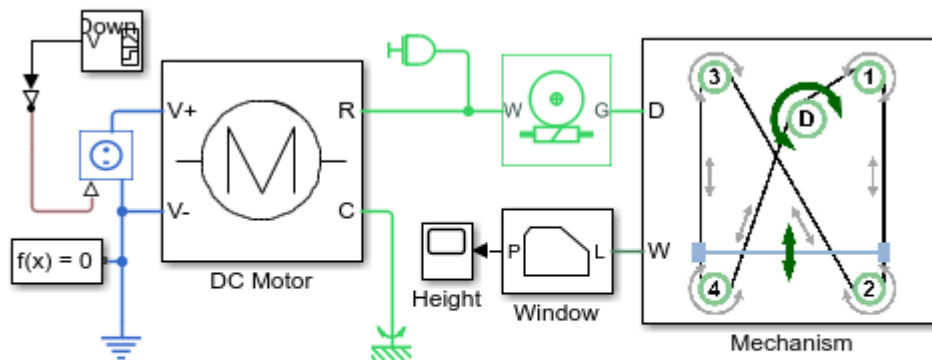 Down
V
V+
V-
R
C
DC Motor
f(x) = 0
W
G
D
W
3
1
D
4
2
Mechanism
P
L
Window
Height